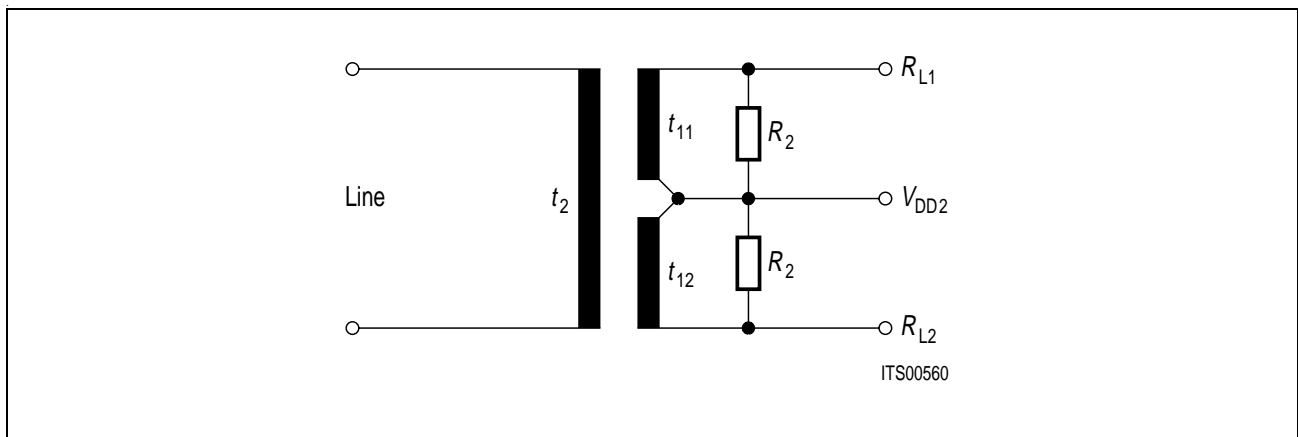 R_L1
t_11
R_2
Line
t_2
V_DD2
t_12
R_2
R_L2
ITS00560